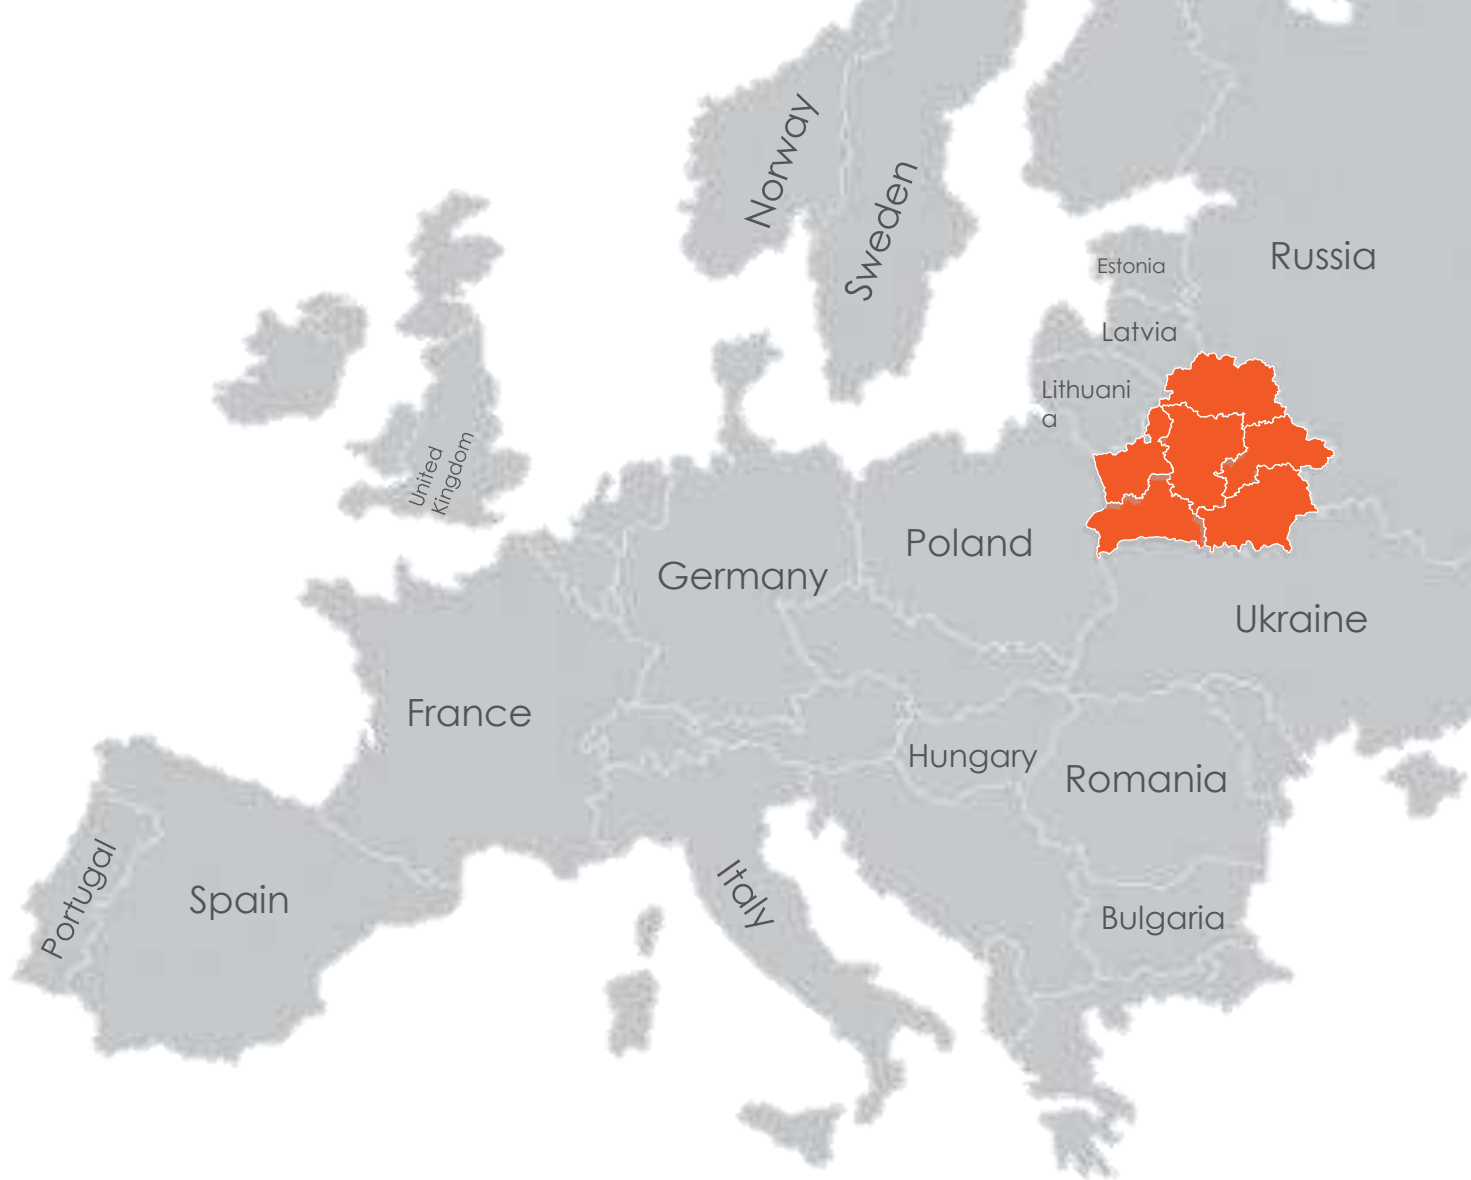 Norway
Sweden
Russia
Estonia
Latvia
Lithuani
a
United
Kingdom
Poland
Germany
Ukraine
France
Hungary
Romania
Portugal
Spain
Italy
Bulgaria